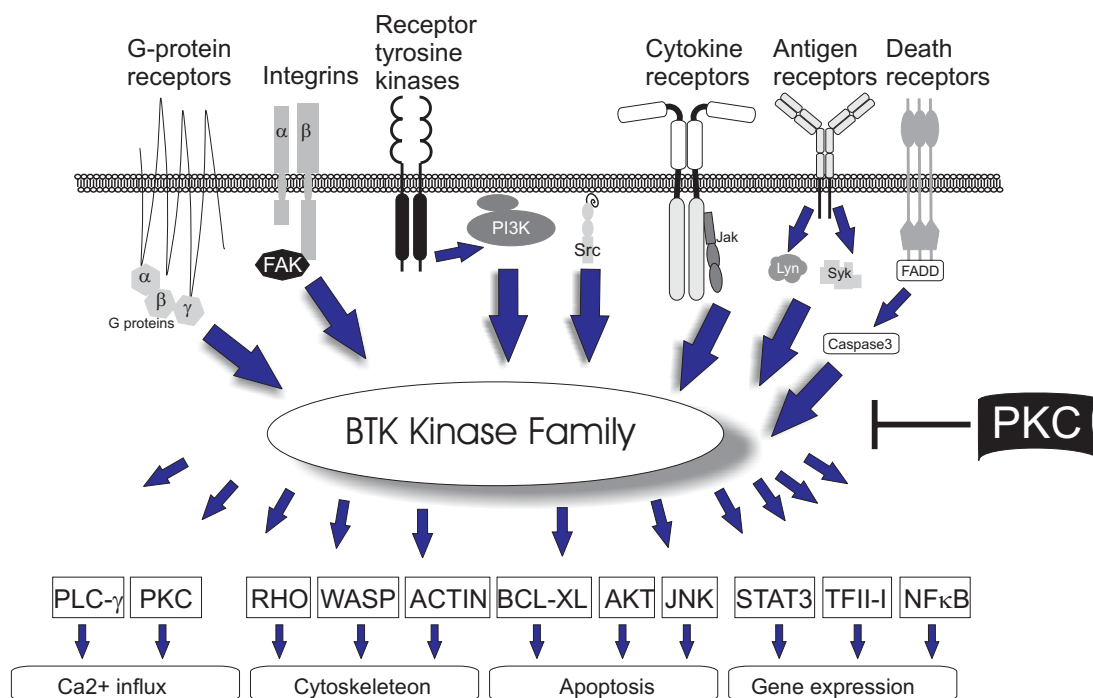 G-protein
receptors
Integrins
Receptor
tyrosine
kinases
Cytokine
receptors
Antigen
receptors
Death
receptors
α
β
PI3K
Src
Jak
Lyn
Syk
FADD
FAK
α
β
γ
G proteins
Caspase3
BTK Kinase Family
PKC
PLC-γ
PKC
RHO
WASP
ACTIN
BCL-XL
AKT
JNK
STAT3
TFII-I
NFκB
Ca2+ influx
Cytoskeleteon
Apoptosis
Gene expression